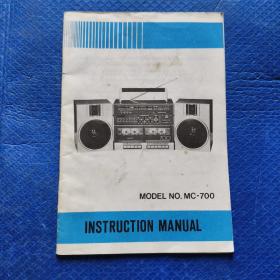 MODEL NO. MC-700
INSTRUCTION MANUAL